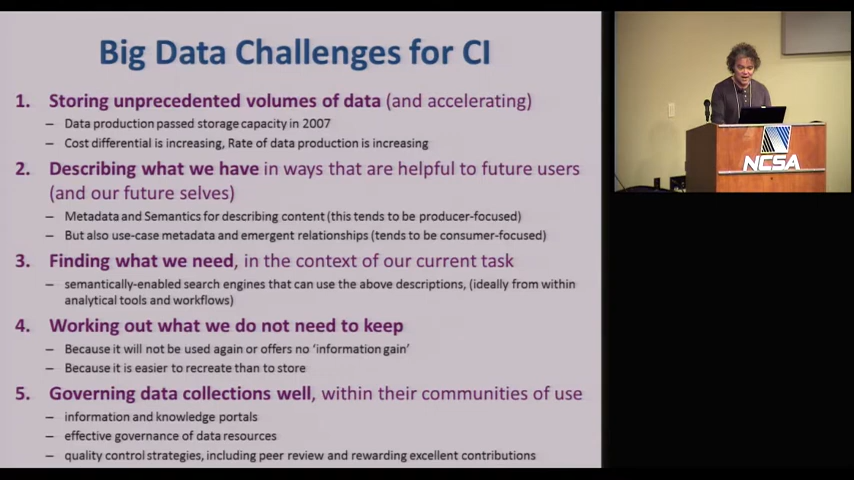 Big Data Challenges for CI
1. Storing unprecedented volumes of data (and accelerating)
– Data production passed storage capacity in 2007
– Cost differential is increasing, Rate of data production is increasing
2. Describing what we have in ways that are helpful to future users
(and our future selves)
– Metadata and Semantics for describing content (this tends to be producer-focused)
– But also use-case metadata and emergent relationships (tends to be consumer-focused)
3. Finding what we need, in the context of our current task
– semantically-enabled search engines that can use the above descriptions, (ideally from within
analytical tools and workflows)
4. Working out what we do not need to keep
– Because it will not be used again or offers no ‘information gain’
– Because it is easier to recreate than to store
5. Governing data collections well, within their communities of use
– information and knowledge portals
– effective governance of data resources
– quality control strategies, including peer review and rewarding excellent contributions
NCSA